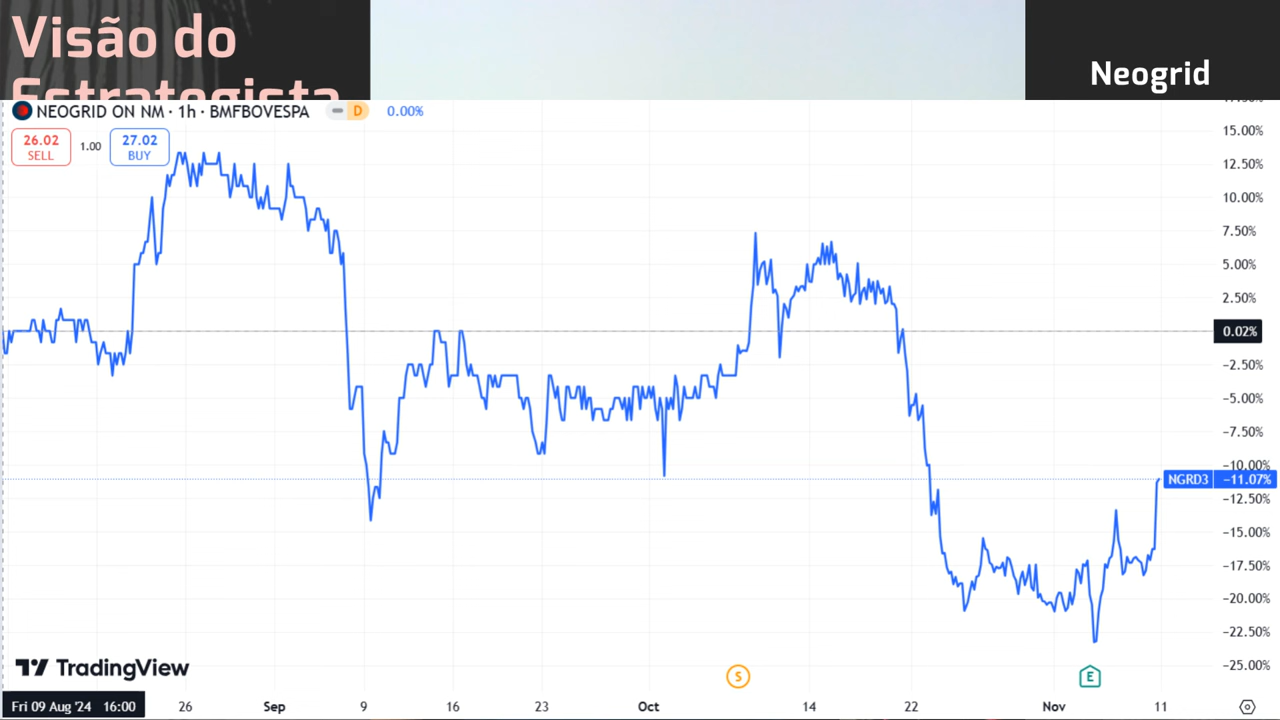 Visão do
Estrategista
Neogrid
NEOGRID ON NM · 1h · BMFBOVESPA
D
0.00%
26.02
SELL
1.00
27.02
BUY
15.00%
12.50%
10.00%
7.50%
5.00%
2.50%
0.02%
−2.50%
−5.00%
−7.50%
−10.00%
NGRD3 −11.07%
−12.50%
−15.00%
−17.50%
−20.00%
−22.50%
−25.00%
S
E
TradingView
Fri 09 Aug '24 16:00
26
Sep
9
16
23
Oct
14
22
Nov
11